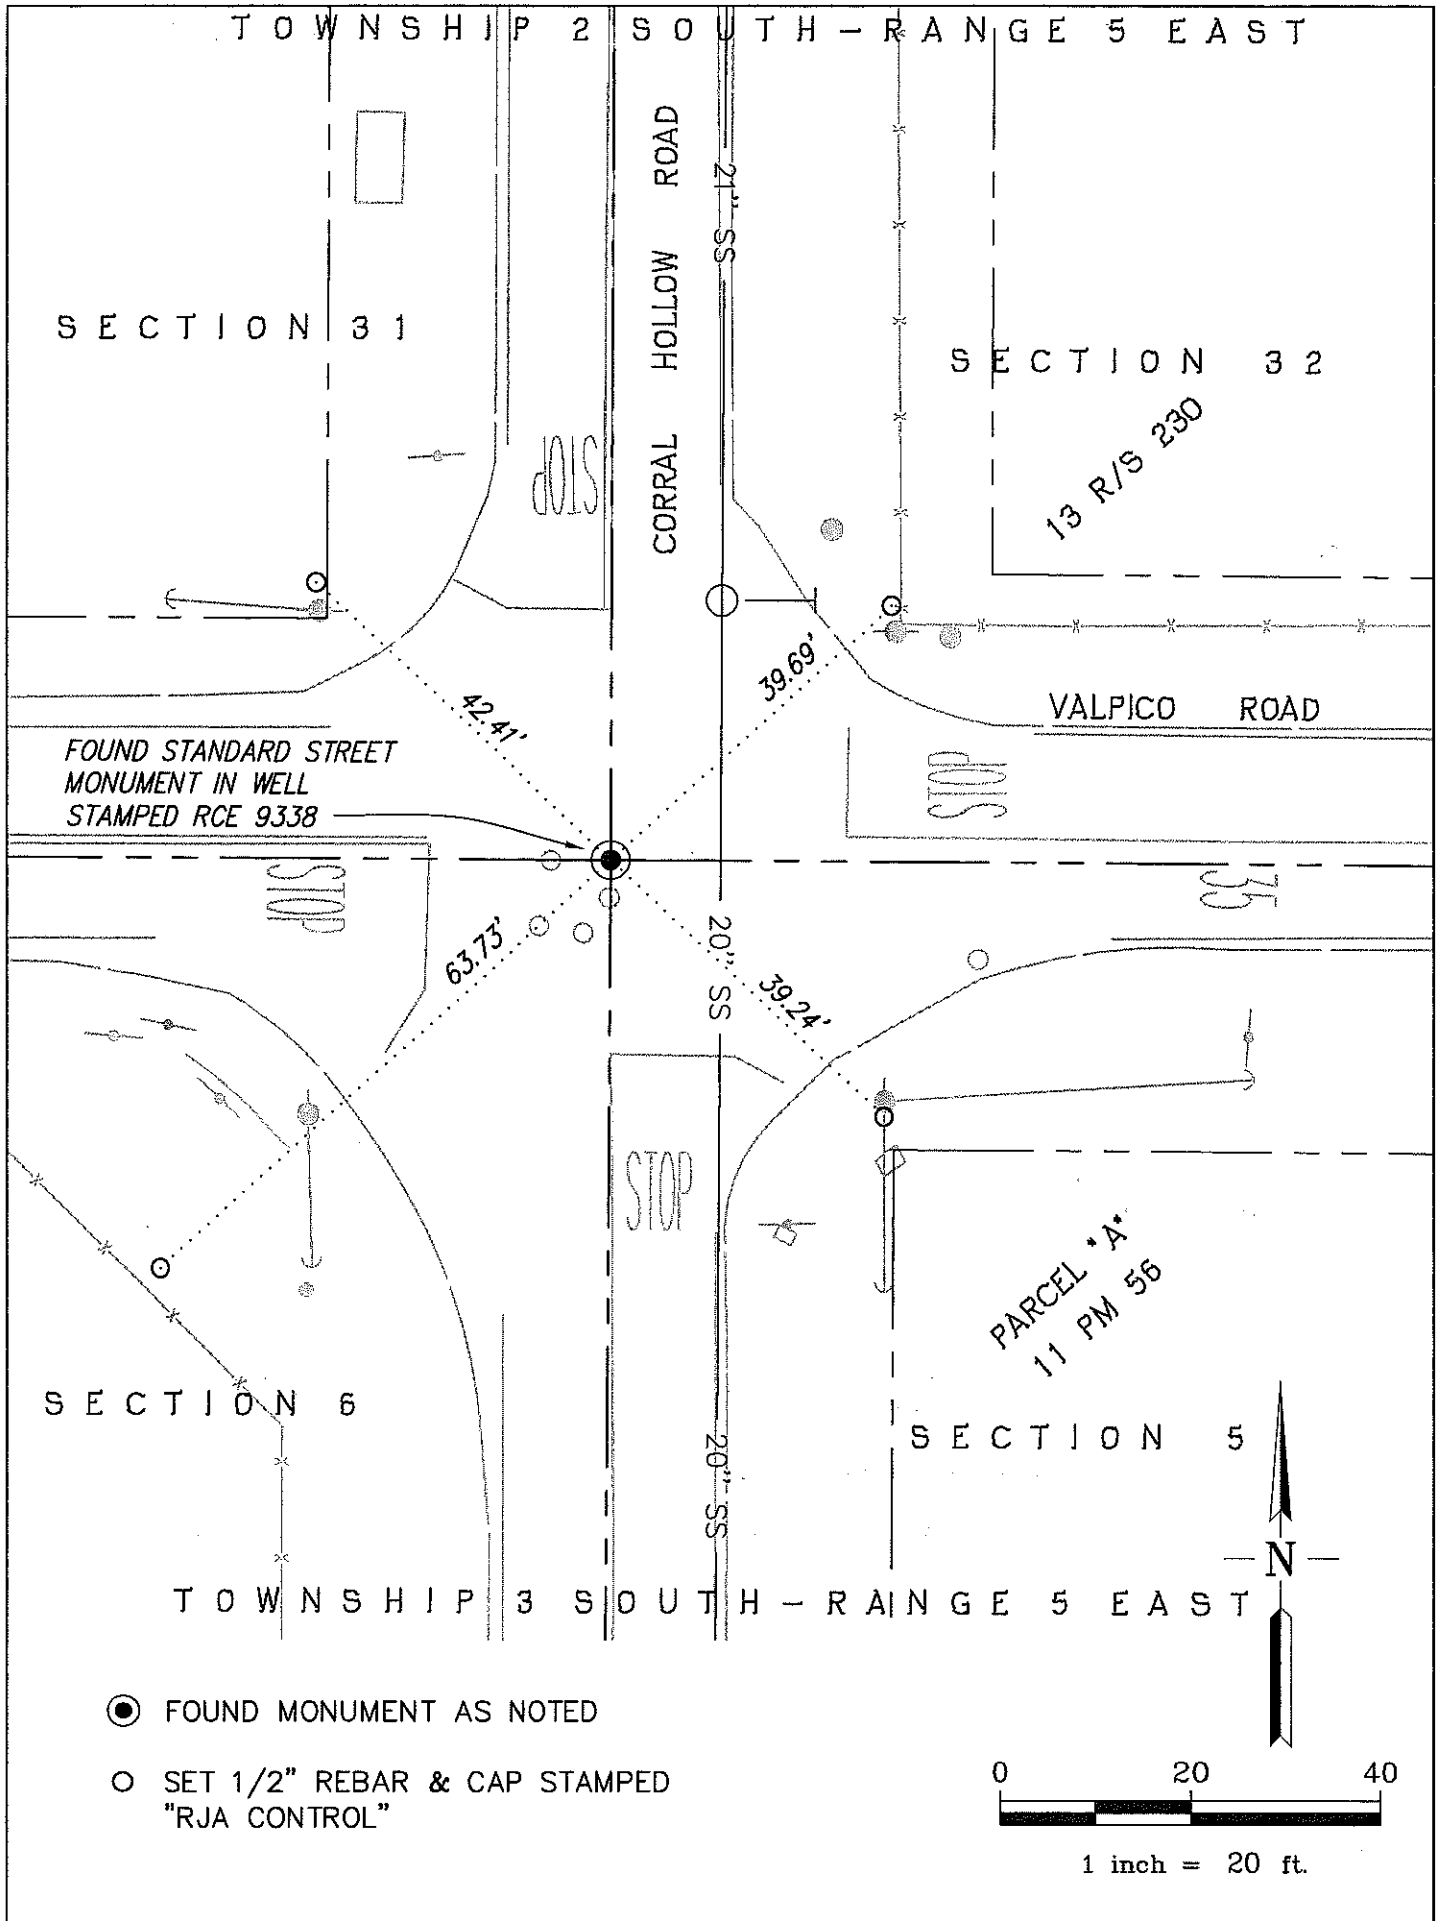 TOWNSHIP 2 SOUTH-RANGE 5 EAST
CORRAL HOLLOW ROAD
21" SS
SECTION 31
SECTION 32
13 R/S 230
STOP
42.41'
39.69'
VALPICO ROAD
FOUND STANDARD STREET
MONUMENT IN WELL
STAMPED RCE 9338
STOP
STOP
35
63.73'
20" SS
39.24'
STOP
PARCEL "A"
11 PM 56
SECTION 6
SECTION 5
20" SS
N
TOWNSHIP 3 SOUTH-RANGE 5 EAST
FOUND MONUMENT AS NOTED
SET 1/2" REBAR & CAP STAMPED
"RJA CONTROL"
0 20 40
1 inch = 20 ft.